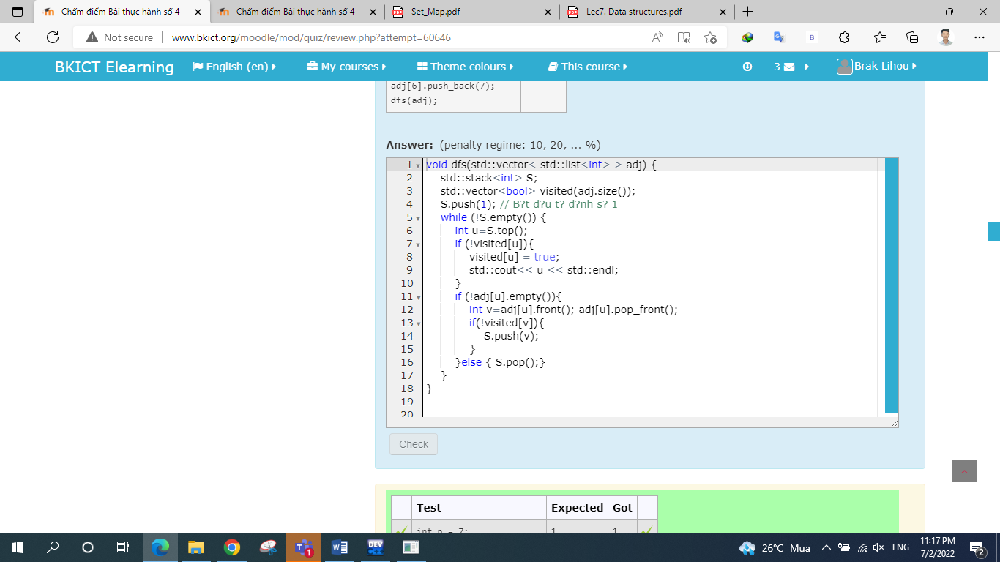 Chấm điểm Bài thực hành số 4
Chấm điểm Bài thực hành số 4
Set_Map.pdf
Lec7. Data structures.pdf
Not secure
www.bkict.org/moodle/mod/quiz/review.php?attempt=60646
BKICT Elearning
English (en)
My courses
Theme colours
This course
3
Brak Lihou
adj[6].push_back(7);
dfs(adj);
Answer: (penalty regime: 10, 20, ... %)
1 void dfs(std::vector< std::list<int> > adj) {
2 std::stack<int> S;
3 std::vector<bool> visited(adj.size());
4 S.push(1); // B?t d?u t? d?nh s? 1
5 while (!S.empty()) {
6 int u=S.top();
7 if (!visited[u]){
8 visited[u] = true;
9 std::cout<< u << std::endl;
10 }
11 if (!adj[u].empty()){
12 int v=adj[u].front(); adj[u].pop_front();
13 if(!visited[v]){
14 S.push(v);
15 }
16 }else { S.pop();}
17 }
18 }
19
20
Check
Test Expected Got
int n = 7; 1 1
26°C Mưa
ENG
11:17 PM
7/2/2022
2